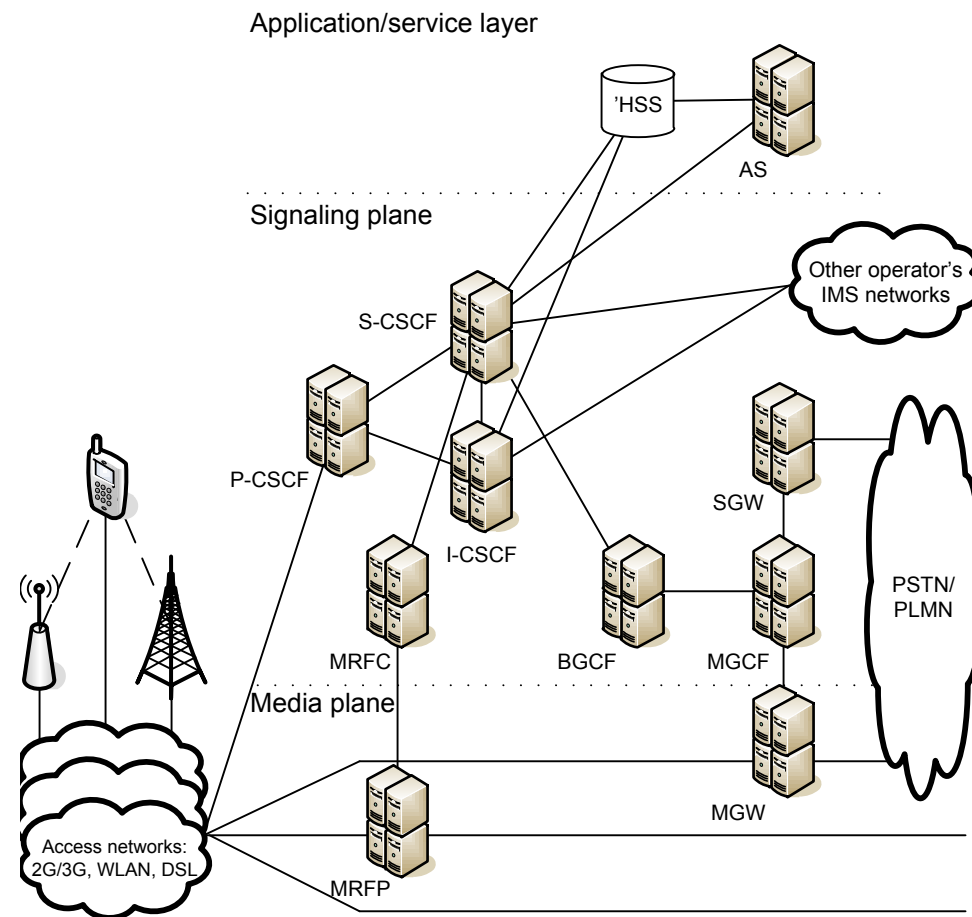 Application/service layer
'HSS
AS
Signaling plane
Other operator's
IMS networks
S-CSCF
P-CSCF
SGW
I-CSCF
PSTN/
PLMN
MRFC
BGCF
MGCF
Media plane
MGW
Access networks:
2G/3G, WLAN, DSL
MRFP